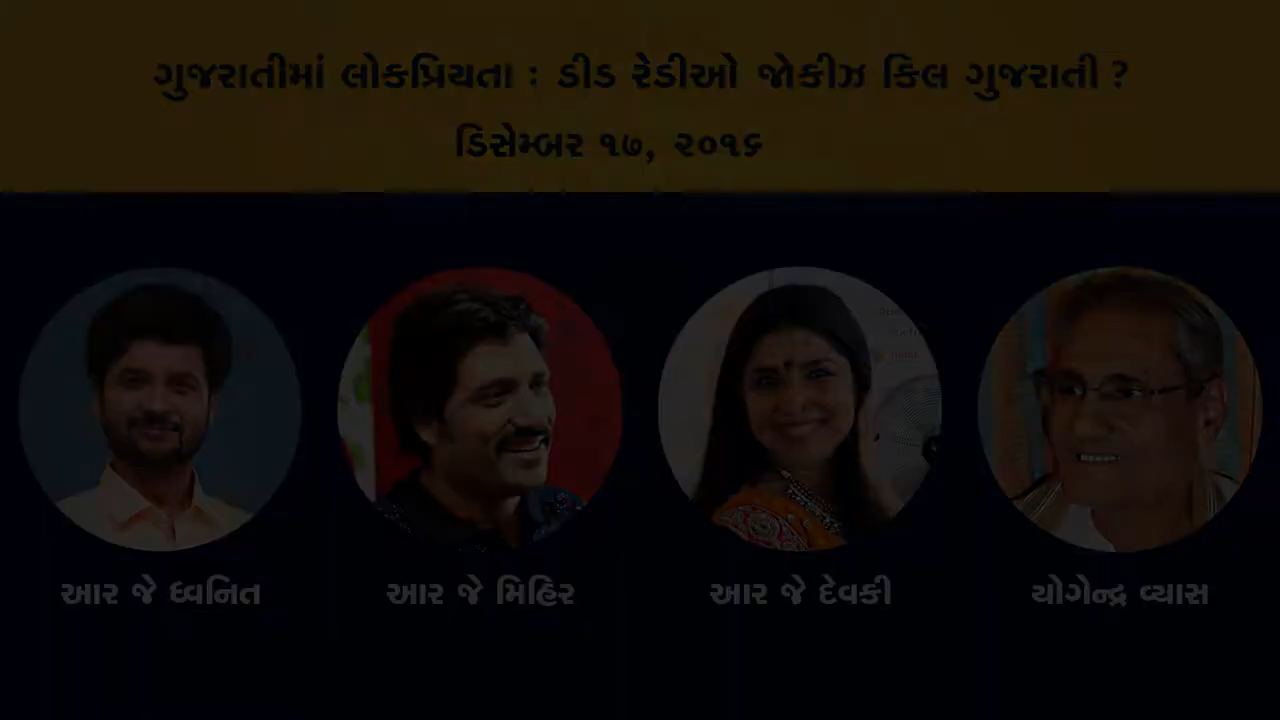 ગુજરાતીમાં લોકપ્રિયતા : ડીડ રેડીઓ જોકીઝ કિલ ગુજરાતી ?
ડિસેમ્બર ૧૭, ૨૦૧૬
આર જે ધ્વનિત
આર જે મિહિર
આર જે દેવકી
યોગેન્દ્ર વ્યાસ